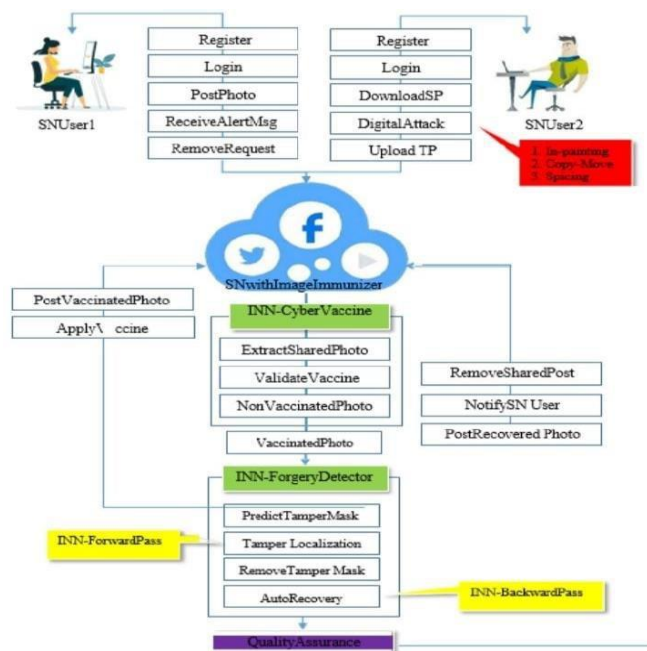 Register
Login
PostPhoto
ReceiveAlertMsg
RemoveRequest
SNUser1
Register
Login
DownloadSP
DigitalAttack
Upload TP
SNUser2
1. In-painting
2. Copy-Move
3. Spacing
f
SNwithImageImmunizer
PostVaccinatedPhoto
ApplyV ccine
INN-CyberVaccine
ExtractSharedPhoto
ValidateVaccine
NonVaccinatedPhoto
VaccinatedPhoto
RemoveSharedPost
NotifySN User
PostRecovered Photo
INN-ForgeryDetector
PredictTamperMask
Tamper Localization
RemoveTamper Mask
AutoRecovery
INN-ForwardPass
INN-BackwardPass
QualityAssurance